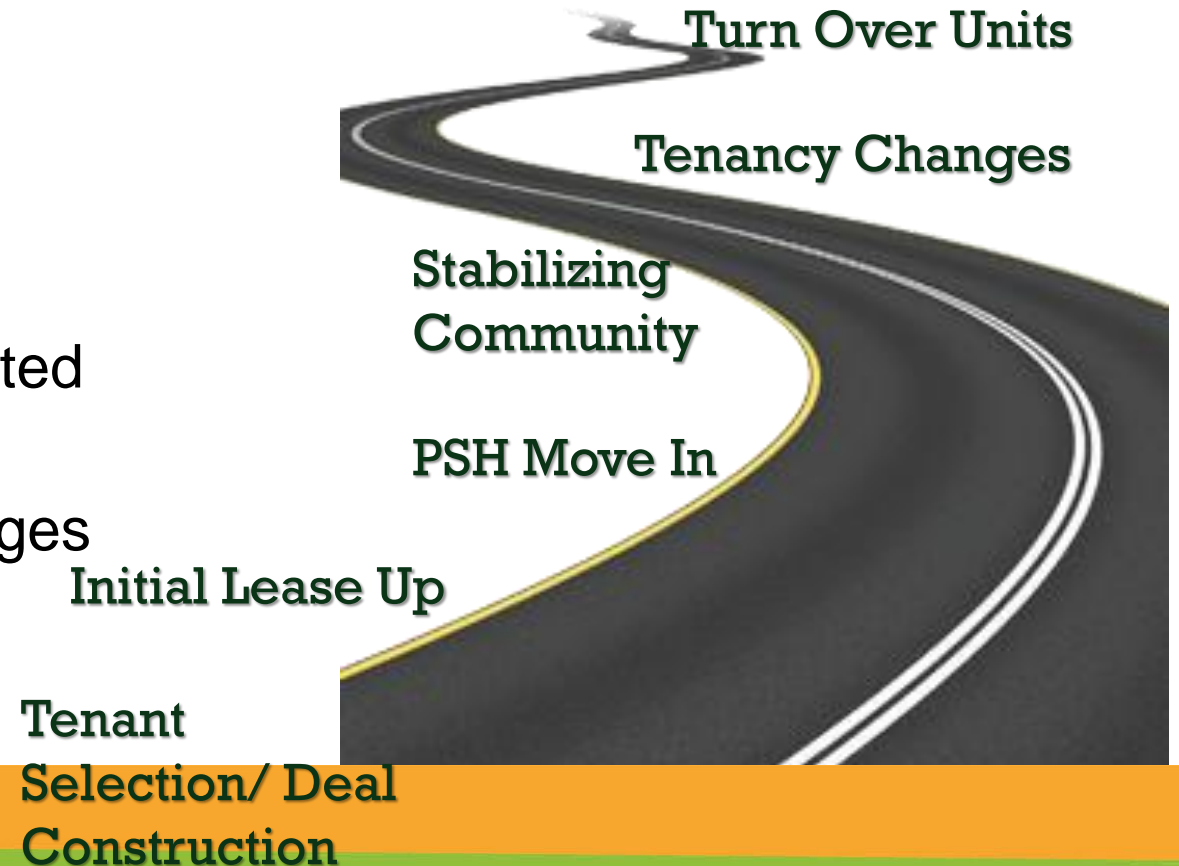 Turn Over Units
Tenancy Changes
Stabilizing
Community
ted
PSH Move In
ges
Initial Lease Up
Tenant
Selection/ Deal
Construction